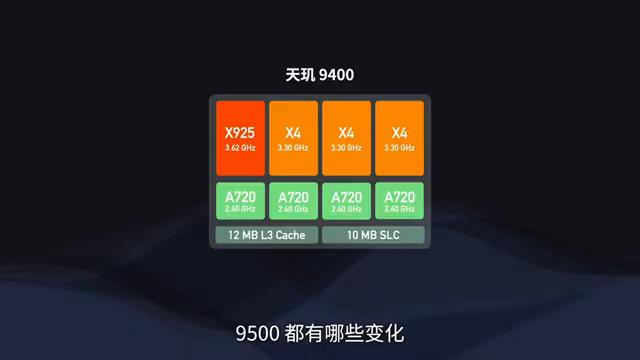 天玑 9400
X925 X4 X4 X4
3.62 GHz 3.30 GHz 3.30 GHz 3.30 GHz
A720 A720 A720 A720
2.40 GHz 2.40 GHz 2.40 GHz 2.40 GHz
12 MB L3 Cache 10 MB SLC
9500 都有哪些变化